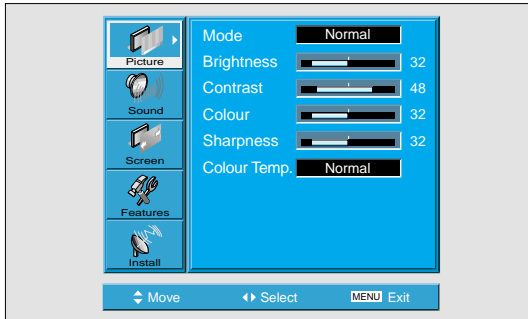 Picture
Sound
Screen
Features
Install
Mode Normal
Brightness 32
Contrast 48
Colour 32
Sharpness 32
Colour Temp. Normal
Move Select MENU Exit